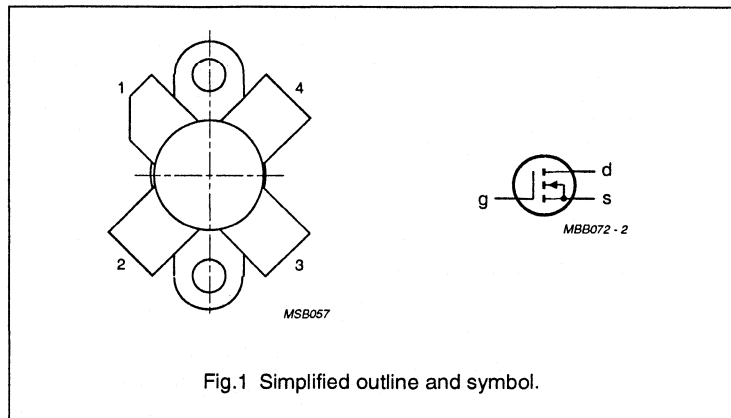 1
4
2
3
MSB057
d
g
s
MBB072 - 2
Fig.1 Simplified outline and symbol.